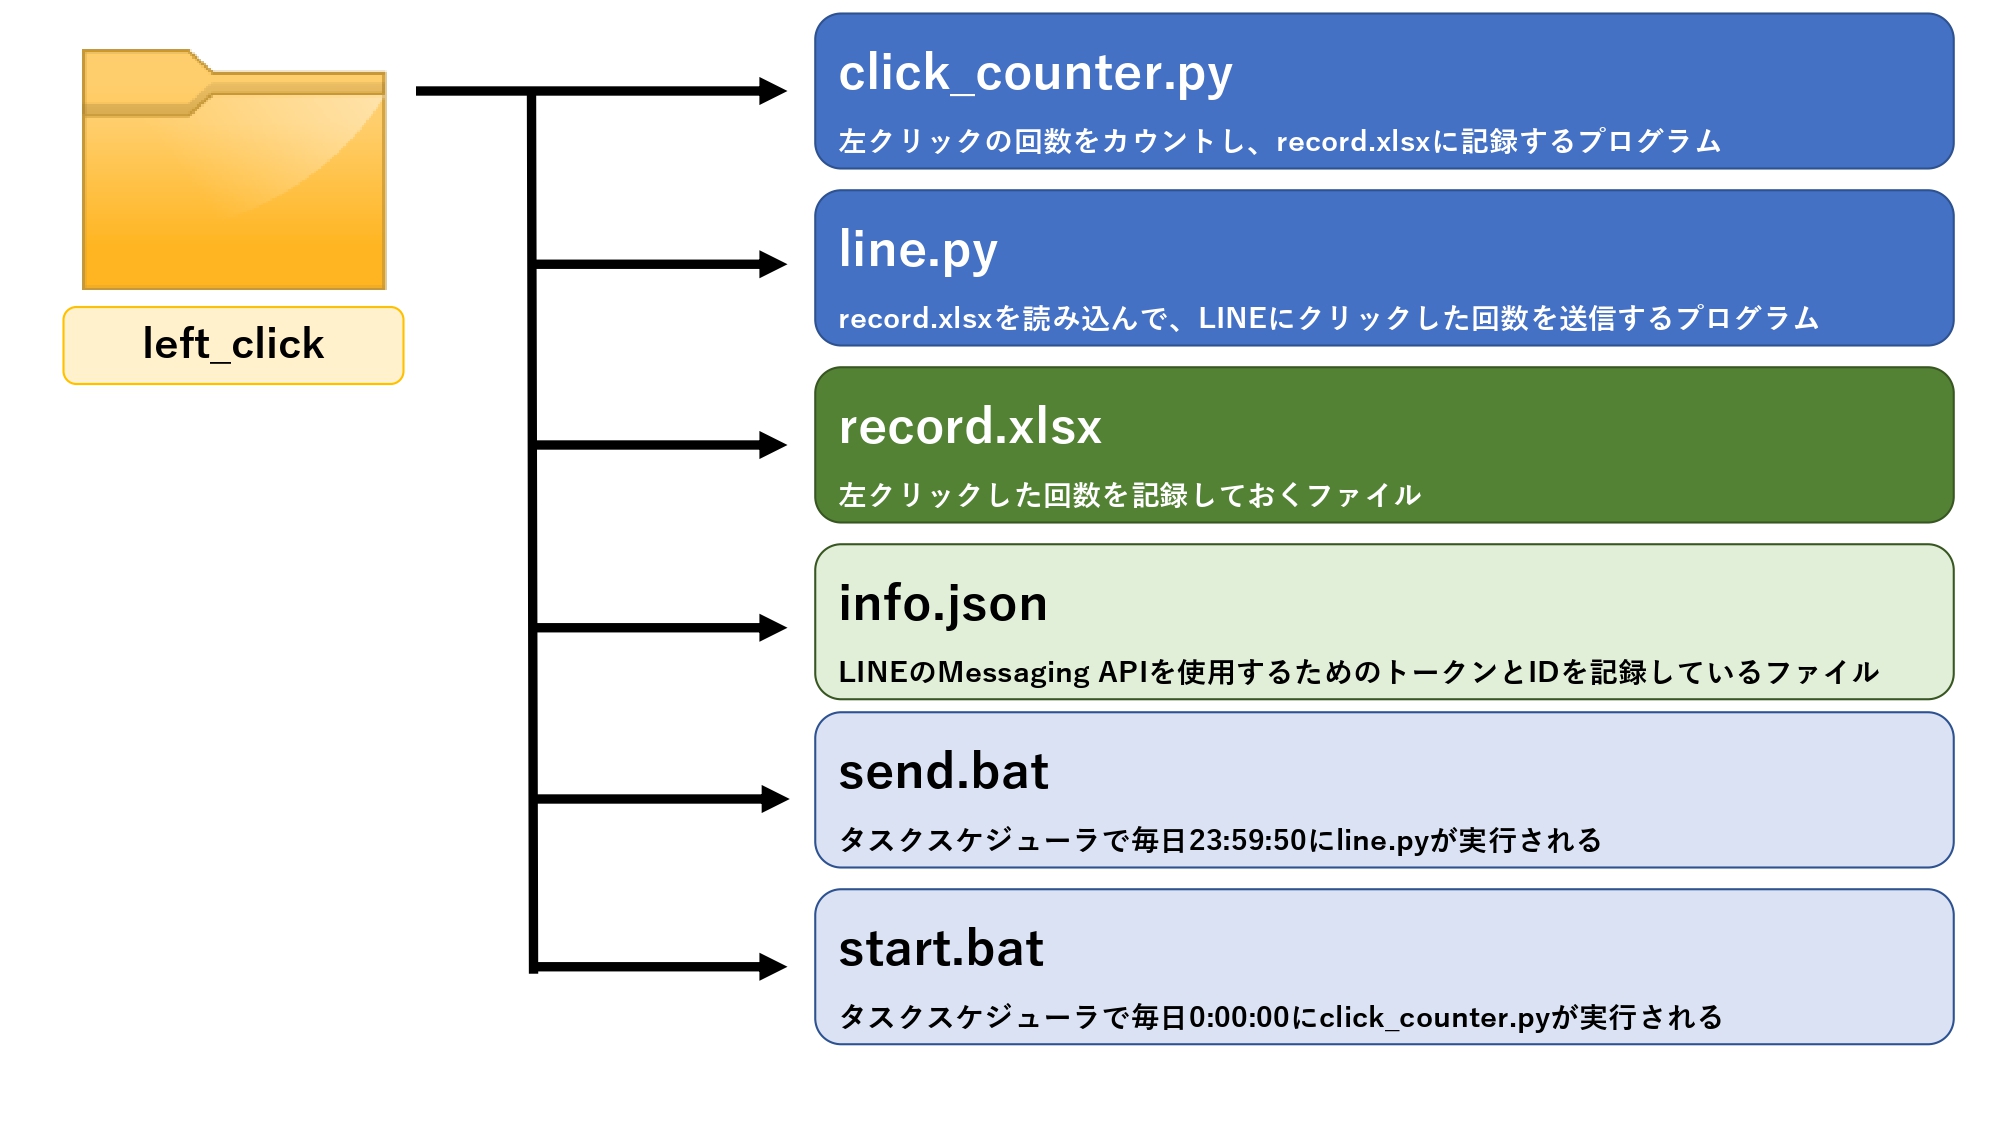 left_click
click_counter.py
左クリックの回数をカウントし、record.xlsxに記録するプログラム
line.py
record.xlsxを読み込んで、LINEにクリックした回数を送信するプログラム
record.xlsx
左クリックした回数を記録しておくファイル
info.json
LINEのMessaging APIを使用するためのトークンとIDを記録しているファイル
send.bat
タスクスケジューラで毎日23:59:50にline.pyが実行される
start.bat
タスクスケジューラで毎日0:00:00にclick_counter.pyが実行される